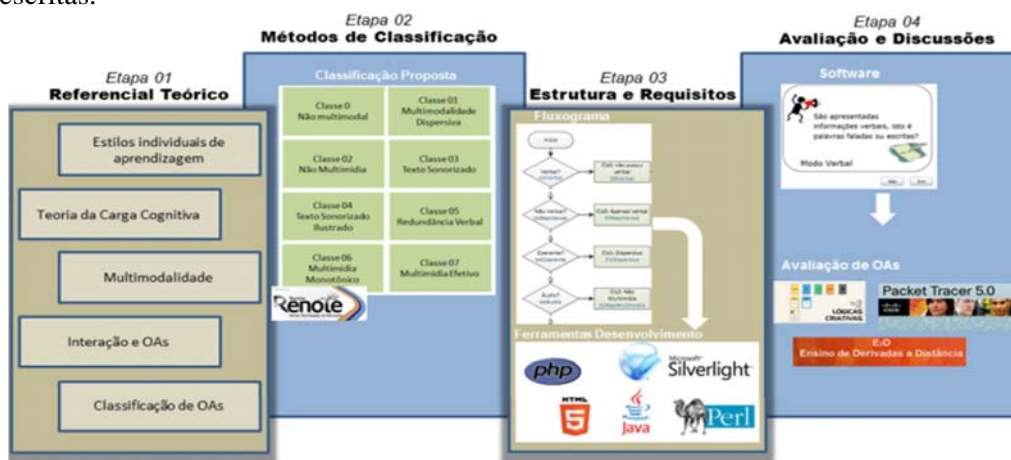 escritas.
Etapa 01
Referencial Teórico
Estilos individuais de
aprendizagem
Teoria da Carga Cognitiva
Multimodalidade
Interação e OAs
Classificação de OAs
Etapa 02
Métodos de Classificação
Classificação Proposta
Classe 0
Não multimodal
Classe 01
Multimodalidade
Dispersiva
Classe 02
Não Multimídia
Classe 03
Texto Sonorizado
Classe 04
Texto Sonorizado
Ilustrado
Classe 05
Redundância Verbal
Classe 06
Multimídia
Monotônico
Classe 07
Multimídia Efetivo
Renote
Etapa 03
Estrutura e Requisitos
Fluxograma
Início
Verbal?
Não Verbal?
Coerente?
Áudio?
Ferramentas Desenvolvimento
php
Microsoft
Silverlight
HTML
5
Java
Perl
Etapa 04
Avaliação e Discussões
Software
São apresentadas
informações verbais, isto é
palavras faladas ou escritas?
Modo Verbal
Avaliação de OAs
LÓGICAS
CRIATIVAS
Packet Tracer 5.0
E2D
Ensino de Derivadas a Distância